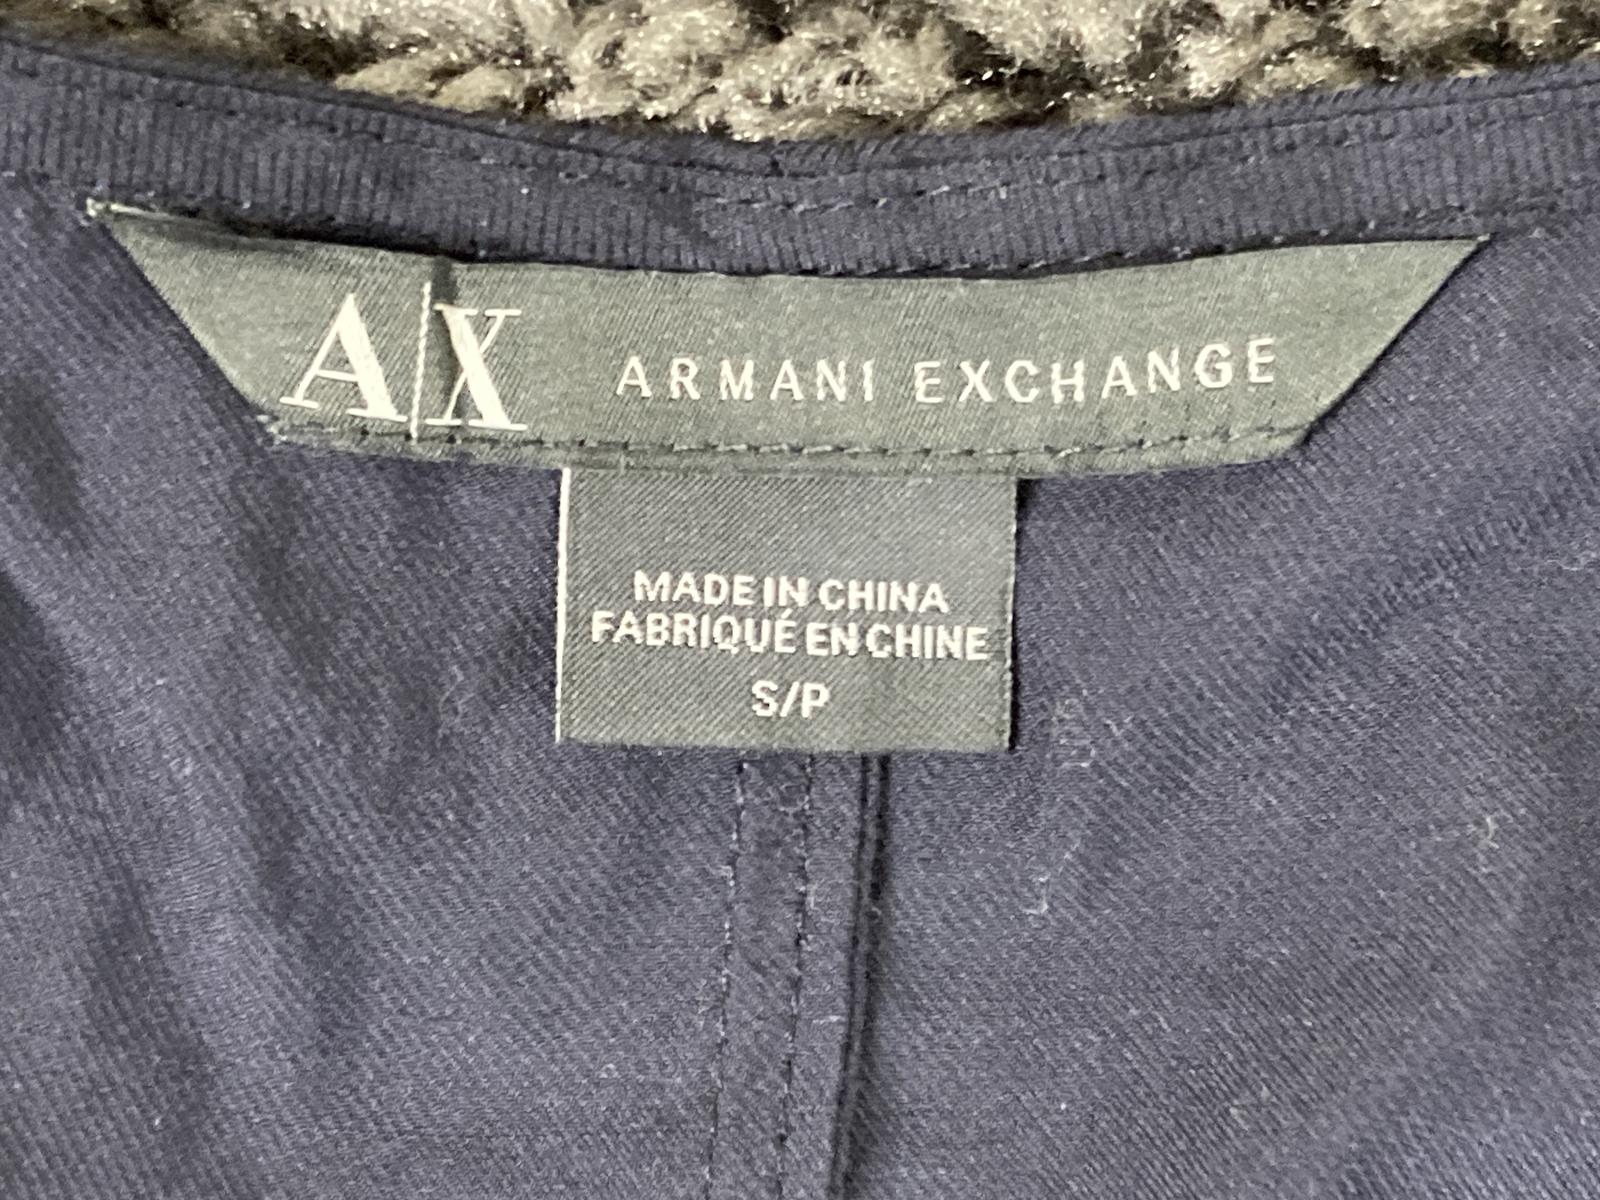 A|X ARMANI EXCHANGE
MADE IN CHINA
FABRIQUÉ EN CHINE
S/P